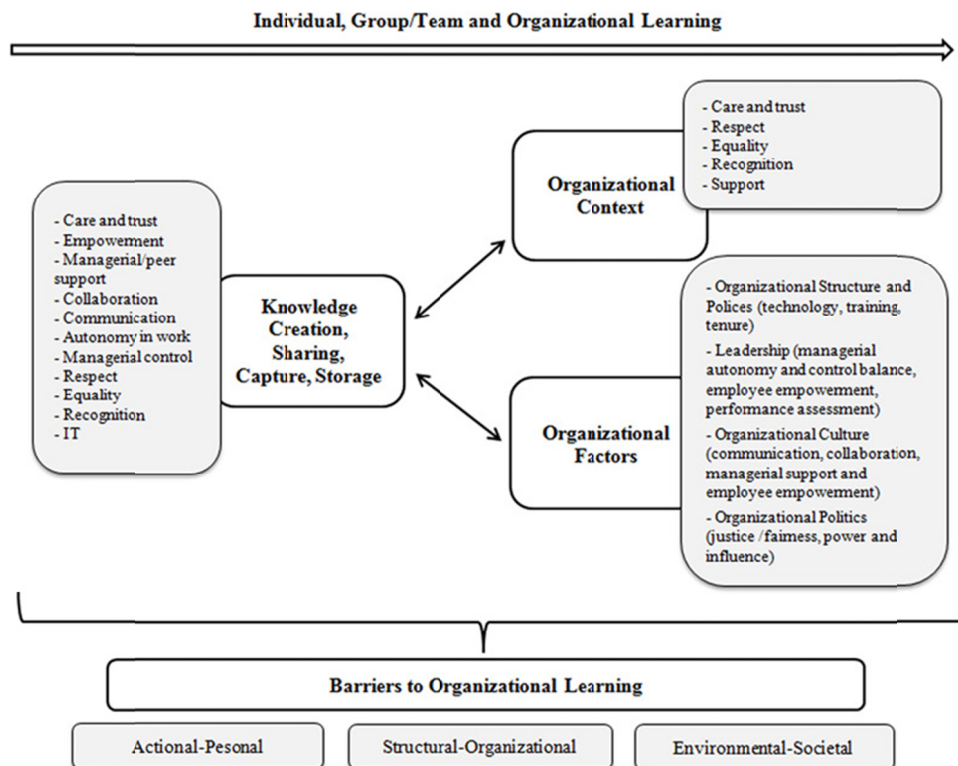 Individual, Group/Team and Organizational Learning
- Care and trust
- Respect
- Equality
- Recognition
- Support
Organizational
Context
- Care and trust
- Empowerment
- Managerial/peer
support
- Collaboration
- Communication
- Autonomy in work
- Managerial control
- Respect
- Equality
- Recognition
- IT
Knowledge
Creation,
Sharing,
Capture, Storage
Organizational
Factors
- Organizational Structure and
Polices (technology, training,
tenure)
- Leadership (managerial
autonomy and control balance,
employee empowerment,
performance assessment)
- Organizational Culture
(communication, collaboration,
managerial support and
employee empowerment)
- Organizational Politics
(justice /fairness, power and
influence)
Barriers to Organizational Learning
Actional-Pesonal
Structural-Organizational
Environmental-Societal